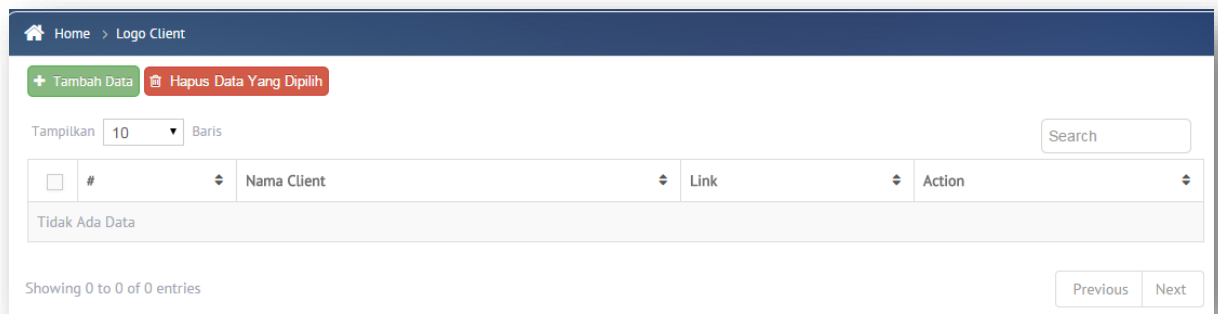 Home > Logo Client
+ Tambah Data Hapus Data Yang Dipilih
Tampilkan 10 Baris Search
# Nama Client Link Action
Tidak Ada Data
Showing 0 to 0 of 0 entries Previous Next